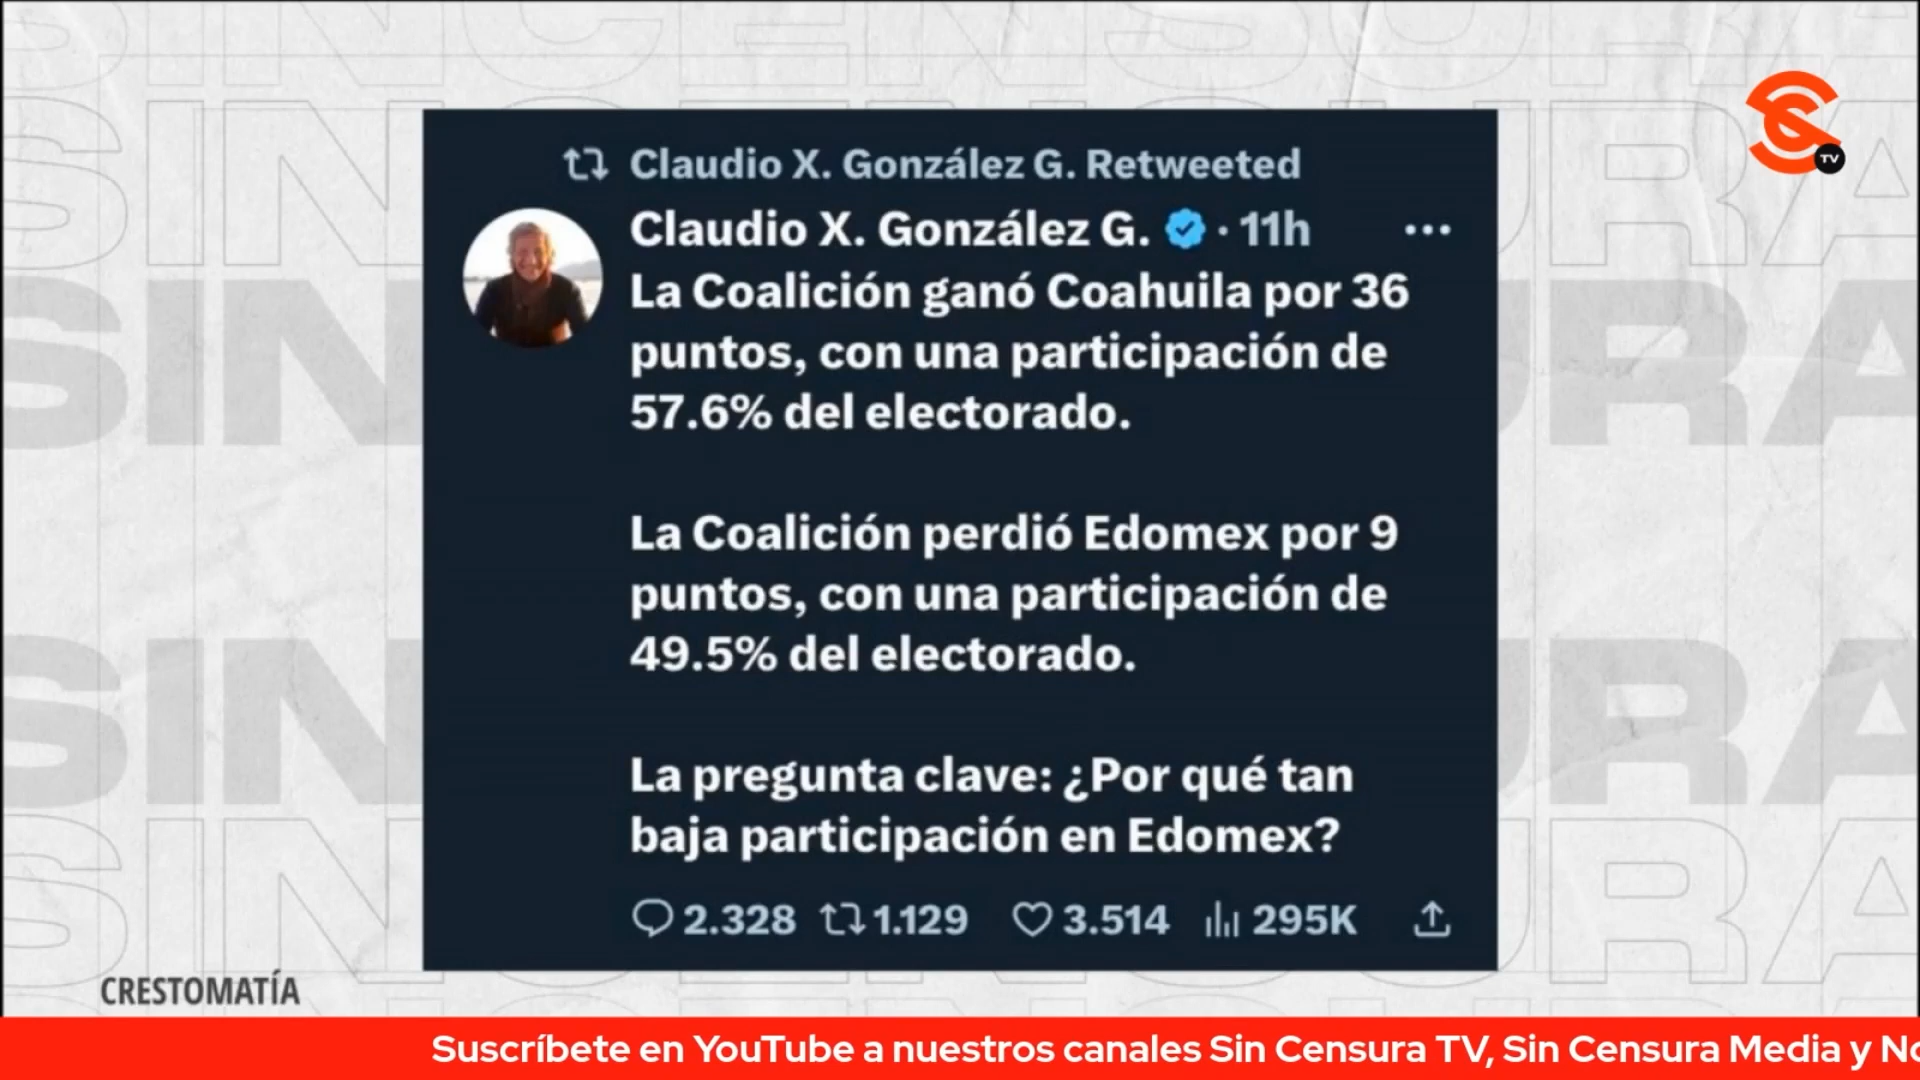 SINCENSURA
TV
Claudio X. González G. Retweeted
Claudio X. González G. · 11h
La Coalición ganó Coahuila por 36
puntos, con una participación de
57.6% del electorado.
La Coalición perdió Edomex por 9
puntos, con una participación de
49.5% del electorado.
La pregunta clave: ¿Por qué tan
baja participación en Edomex?
2.328 1.129 3.514 295K
CRESTOMATÍA
Suscríbete en YouTube a nuestros canales Sin Censura TV, Sin Censura Media y